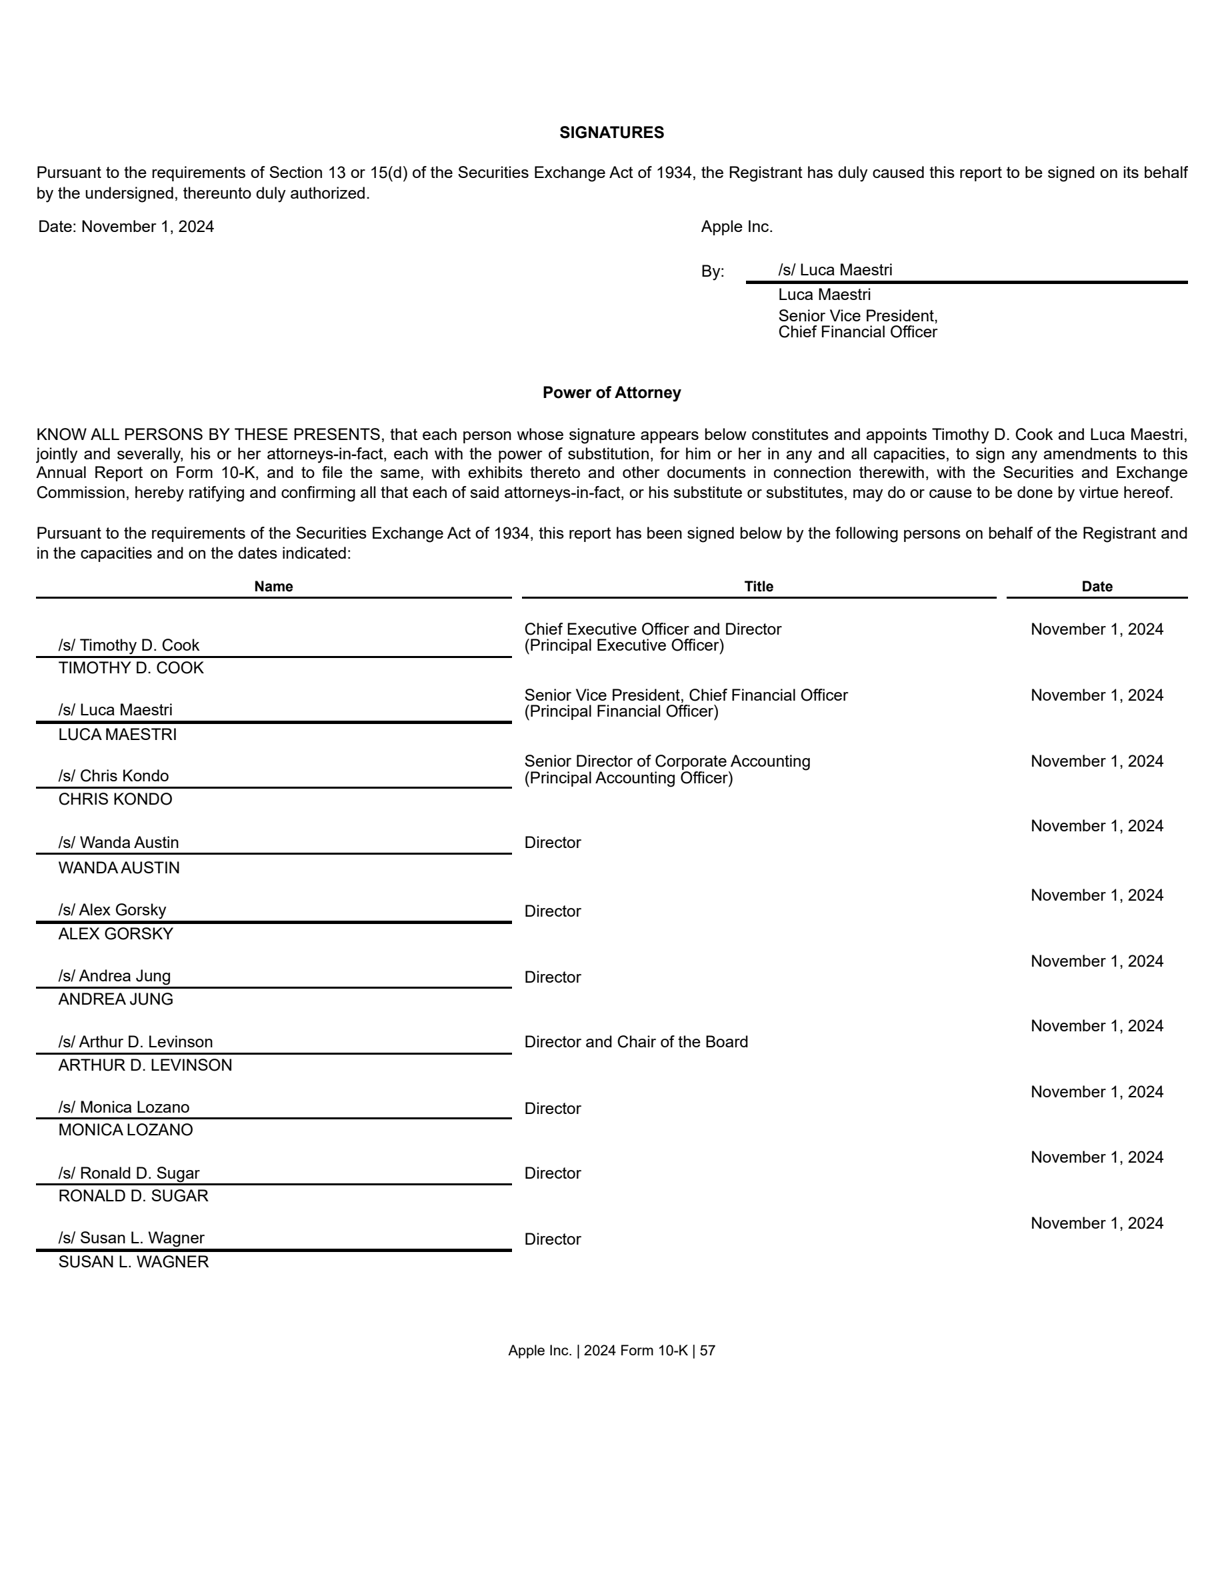 SIGNATURES
Pursuant to the requirements of Section 13 or 15(d) of the Securities Exchange Act of 1934, the Registrant has duly caused this report to be signed on its behalf
by the undersigned, thereunto duly authorized.
Date: November 1, 2024 Apple Inc.
By: /s/ Luca Maestri
Luca Maestri
Senior Vice President,
Chief Financial Officer
Power of Attorney
KNOW ALL PERSONS BY THESE PRESENTS, that each person whose signature appears below constitutes and appoints Timothy D. Cook and Luca Maestri,
jointly and severally, his or her attorneys-in-fact, each with the power of substitution, for him or her in any and all capacities, to sign any amendments to this
Annual Report on Form 10-K, and to file the same, with exhibits thereto and other documents in connection therewith, with the Securities and Exchange
Commission, hereby ratifying and confirming all that each of said attorneys-in-fact, or his substitute or substitutes, may do or cause to be done by virtue hereof.
Pursuant to the requirements of the Securities Exchange Act of 1934, this report has been signed below by the following persons on behalf of the Registrant and
in the capacities and on the dates indicated:
Name Title Date
Chief Executive Officer and Director November 1, 2024
/s/ Timothy D. Cook (Principal Executive Officer)
TIMOTHY D. COOK
Senior Vice President, Chief Financial Officer November 1, 2024
/s/ Luca Maestri (Principal Financial Officer)
LUCA MAESTRI
Senior Director of Corporate Accounting November 1, 2024
/s/ Chris Kondo (Principal Accounting Officer)
CHRIS KONDO
November 1, 2024
/s/ Wanda Austin Director
WANDA AUSTIN
November 1, 2024
/s/ Alex Gorsky Director
ALEX GORSKY
November 1, 2024
/s/ Andrea Jung Director
ANDREA JUNG
November 1, 2024
/s/ Arthur D. Levinson Director and Chair of the Board
ARTHUR D. LEVINSON
November 1, 2024
/s/ Monica Lozano Director
MONICA LOZANO
November 1, 2024
/s/ Ronald D. Sugar Director
RONALD D. SUGAR
November 1, 2024
/s/ Susan L. Wagner Director
SUSAN L. WAGNER
Apple Inc. | 2024 Form 10-K | 57